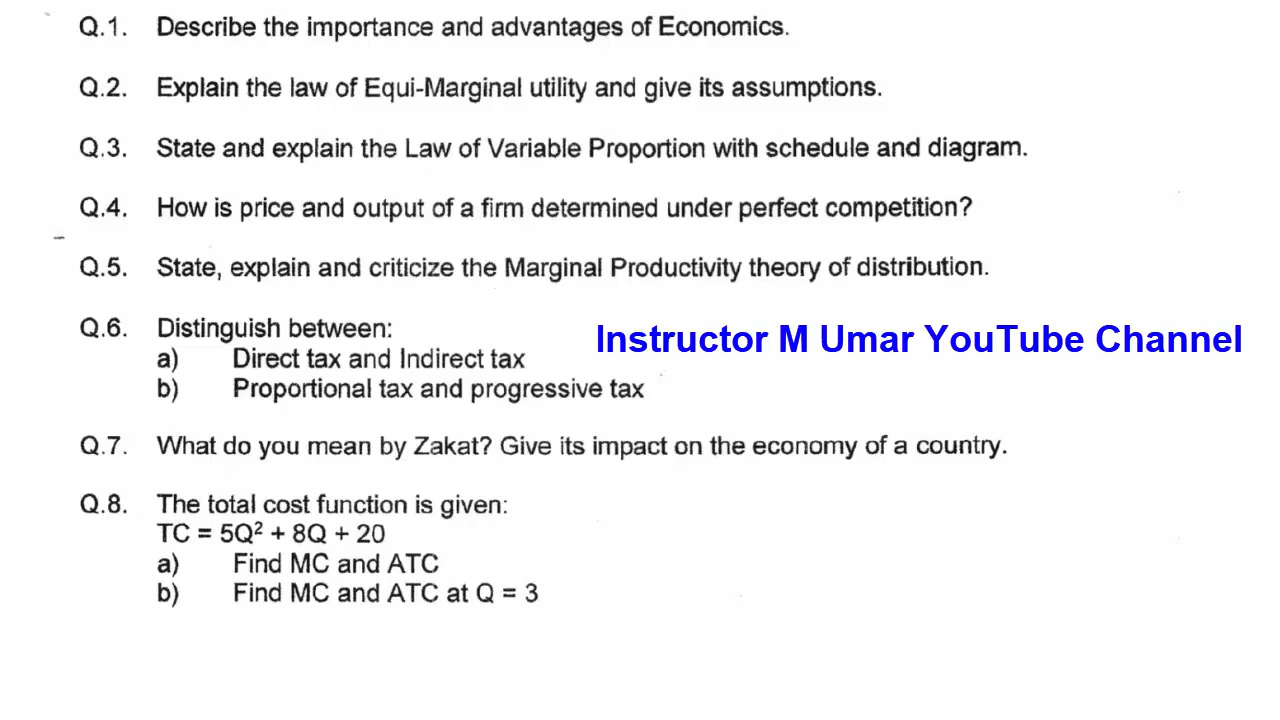 Q.1. Describe the importance and advantages of Economics.
Q.2. Explain the law of Equi-Marginal utility and give its assumptions.
Q.3. State and explain the Law of Variable Proportion with schedule and diagram.
Q.4. How is price and output of a firm determined under perfect competition?
Q.5. State, explain and criticize the Marginal Productivity theory of distribution.
Q.6. Distinguish between:
Instructor M Umar YouTube Channel
a) Direct tax and Indirect tax
b) Proportional tax and progressive tax
Q.7. What do you mean by Zakat? Give its impact on the economy of a country.
Q.8. The total cost function is given:
TC = 5Q² + 8Q + 20
a) Find MC and ATC
b) Find MC and ATC at Q = 3